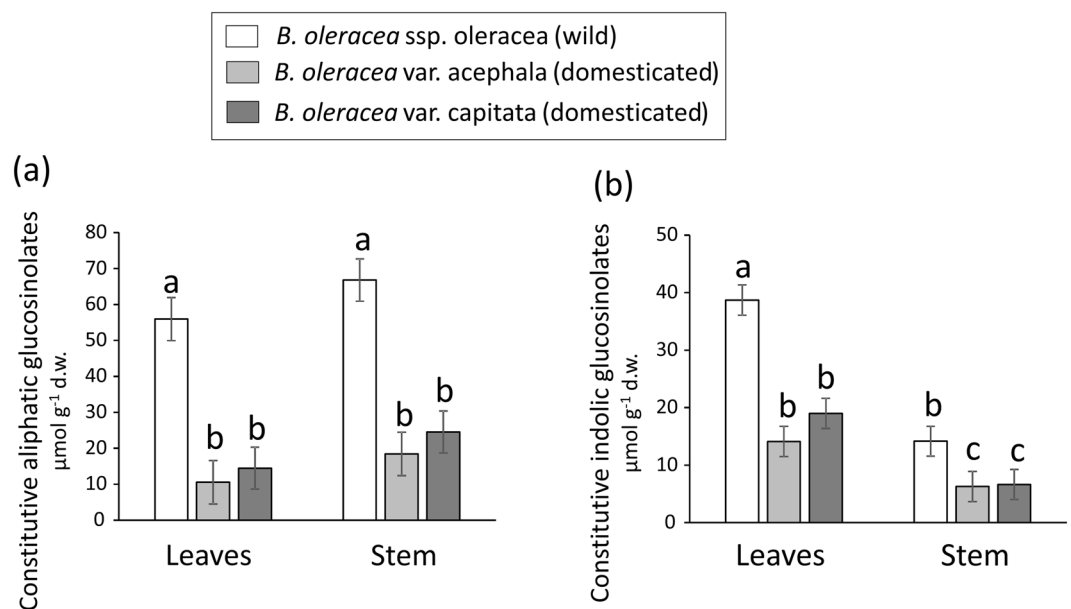 B. oleracea ssp. oleracea (wild)
B. oleracea var. acephala (domesticated)
B. oleracea var. capitata (domesticated)
(a)
Constitutive aliphatic glucosinolates
µmol g⁻¹ d.w.
80
70
60
50
40
30
20
10
0
a
b
b
a
b
b
Leaves
Stem
(b)
Constitutive indolic glucosinolates
µmol g⁻¹ d.w.
50
40
30
20
10
0
a
b
b
b
c
c
Leaves
Stem